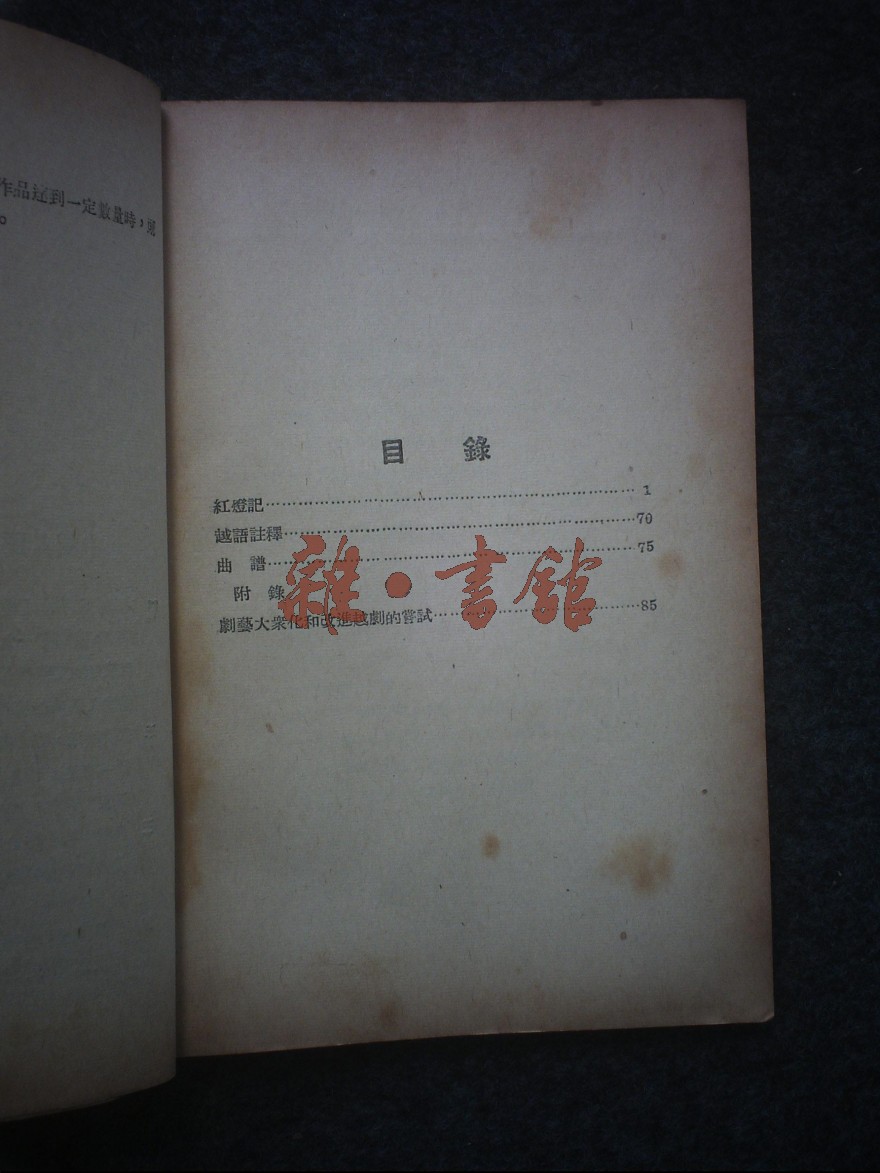 作品達到一定數量時，
。
目錄
紅燈記……1
越語註釋……70
曲譜……75
附錄
劇藝大衆化和改進越劇的嘗試……85
雜·書館